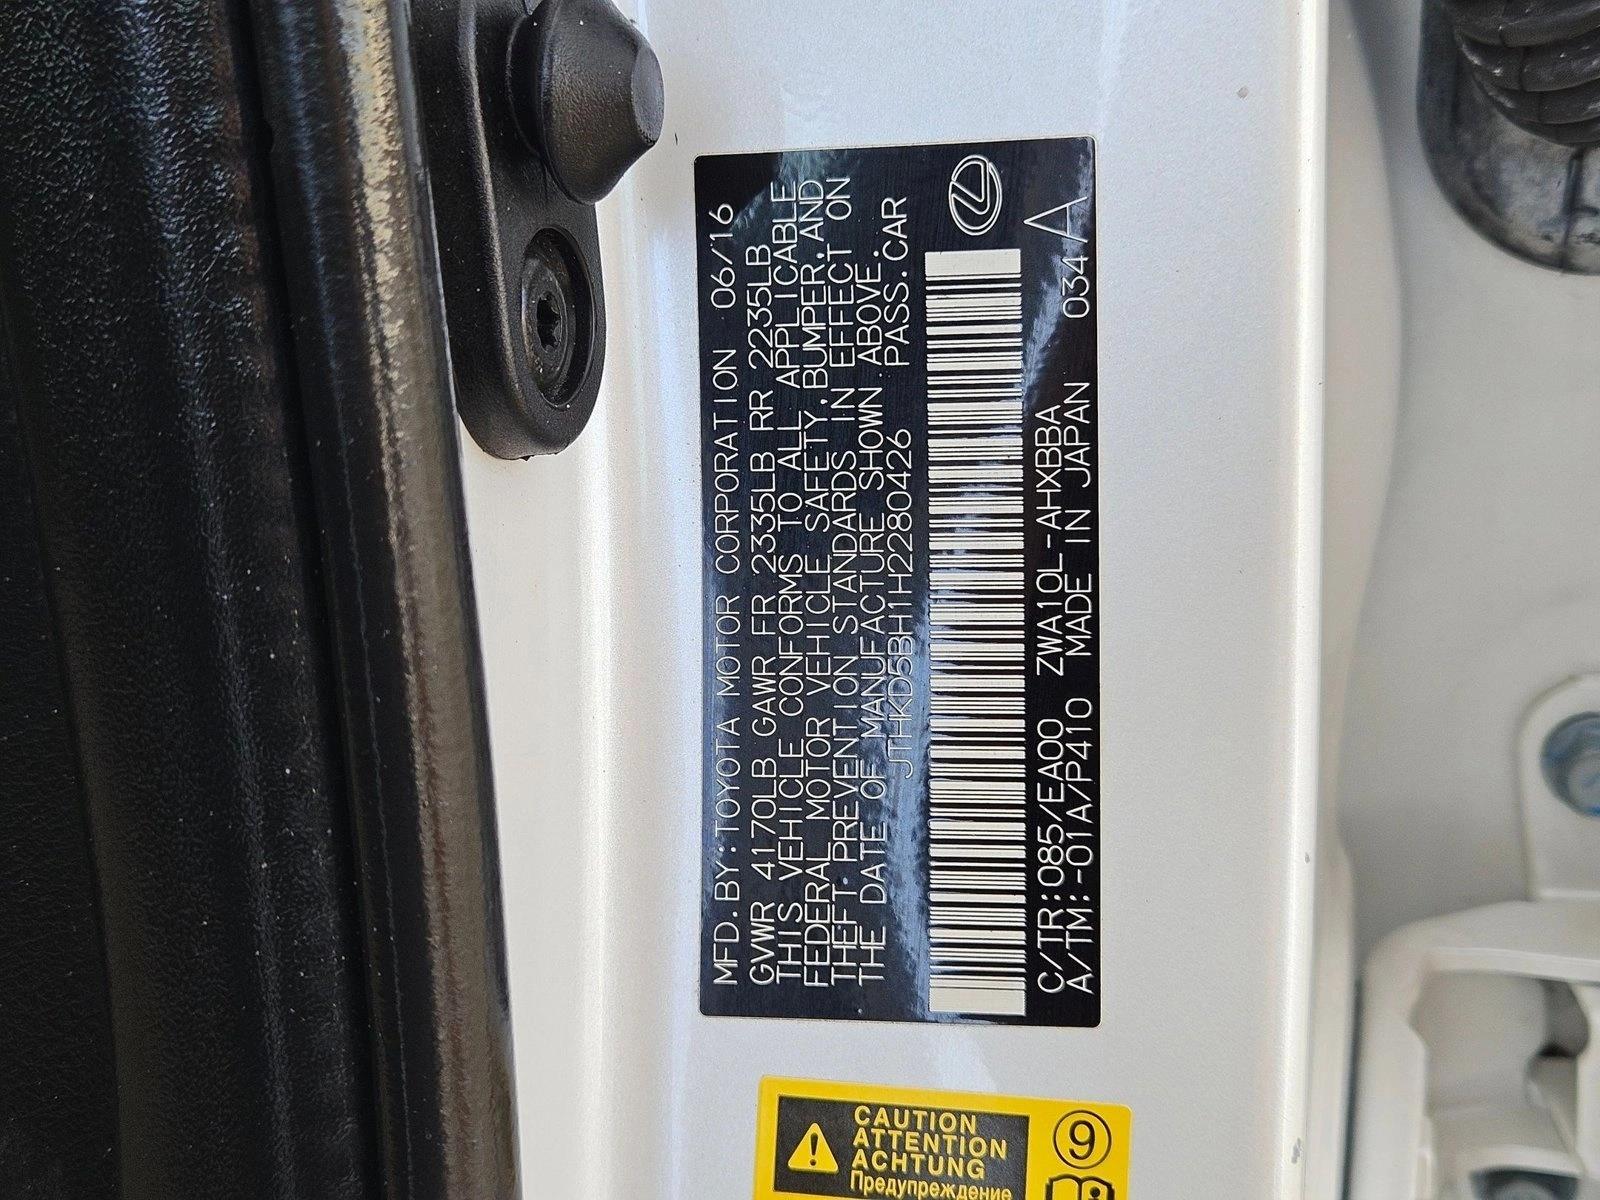 MFD.BY:TOYOTA MOTOR CORPORATION 06/16
GVWR 4170LB GAWR FR 2335LB RR 2235LB
THIS VEHICLE CONFORMS TO ALL APPLICABLE
FEDERAL MOTOR VEHICLE SAFETY,BUMPER,AND
THEFT PREVENTION STANDARDS IN EFFECT ON
THE DATE OF MANUFACTURE SHOWN ABOVE.
JTHKD5BH1H2280426 PASS.CAR
C/TR:085/EA00 ZWA10L-AHXBBA 034 A
A/TM:-01A/P410 MADE IN JAPAN
CAUTION
ATTENTION
ACHTUNG
Предупреждение
9